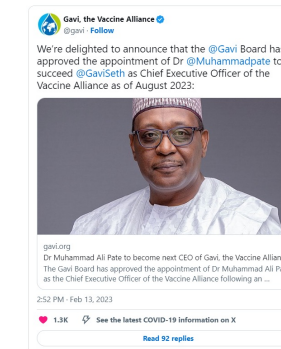 Gavi, the Vaccine Alliance
@gavi · Follow
We're delighted to announce that the @Gavi Board has
approved the appointment of Dr @Muhammadpate to
succeed @GaviSeth as Chief Executive Officer of the
Vaccine Alliance as of August 2023:
gavi.org
Dr Muhammad Ali Pate to become next CEO of Gavi, the Vaccine Allian
The Gavi Board has approved the appointment of Dr Muhammad Ali Pa
as the Chief Executive Officer of the Vaccine Alliance following an ...
2:52 PM · Feb 13, 2023
1.3K See the latest COVID-19 information on X
Read 92 replies